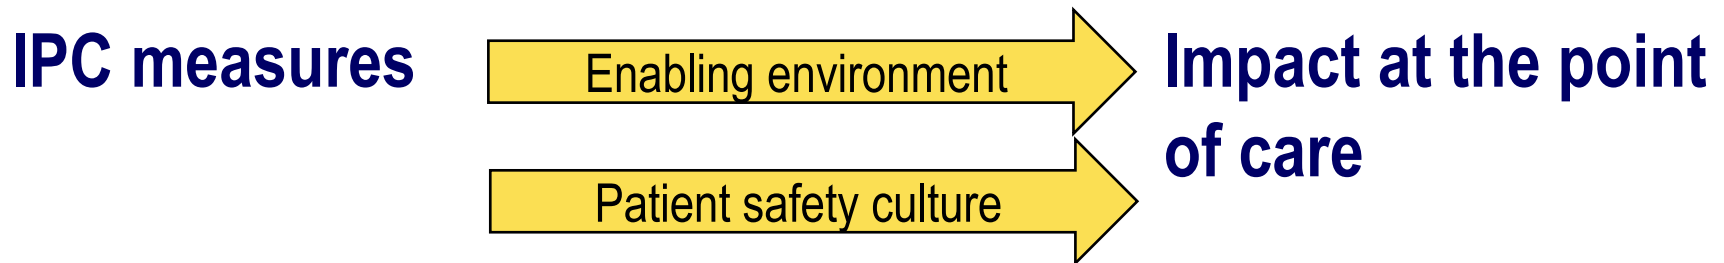 IPC measures
Enabling environment
Patient safety culture
Impact at the point
of care